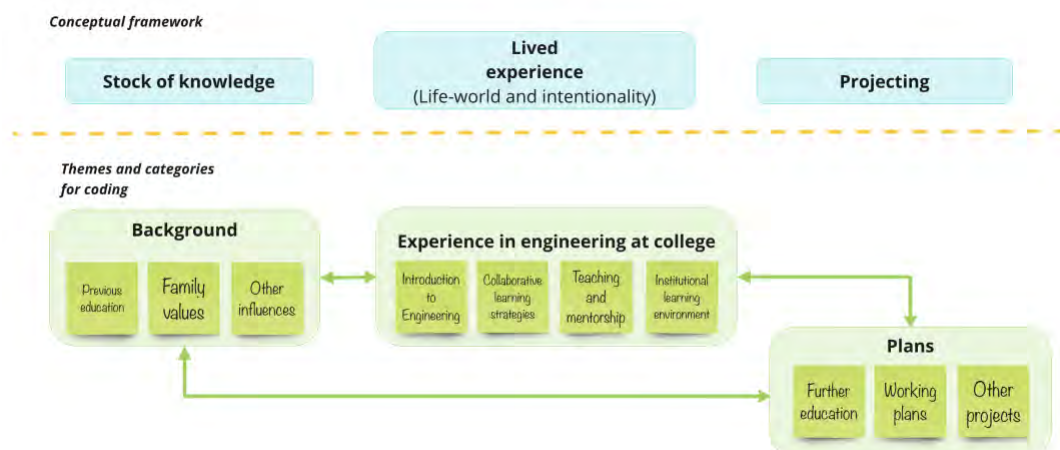 Conceptual framework
Stock of knowledge
Lived
experience
(Life-world and intentionality)
Projecting
Themes and categories
for coding
Background
Previous
education
Family
values
Other
influences
Experience in engineering at college
Introduction
to
Engineering
Collaborative
learning
strategies
Teaching
and
mentorship
Institutional
learning
environment
Plans
Further
education
Working
plans
Other
projects